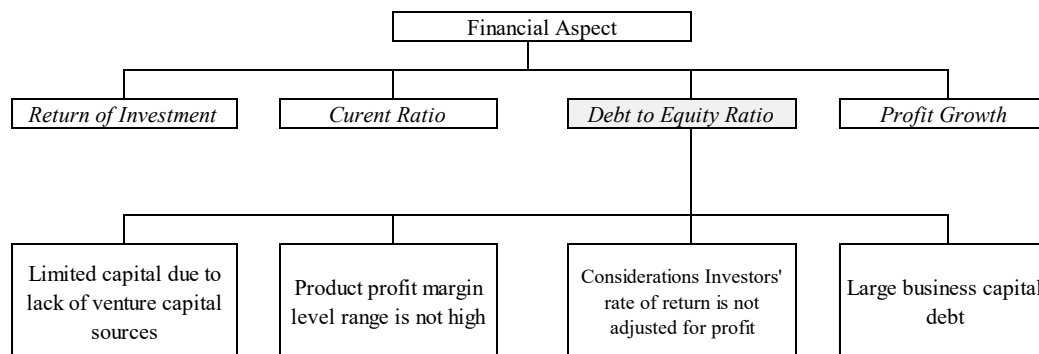 Financial Aspect
Return of Investment
Curent Ratio
Debt to Equity Ratio
Profit Growth
Limited capital due to
lack of venture capital
sources
Product profit margin
level range is not high
Considerations Investors'
rate of return is not
adjusted for profit
Large business capital
debt